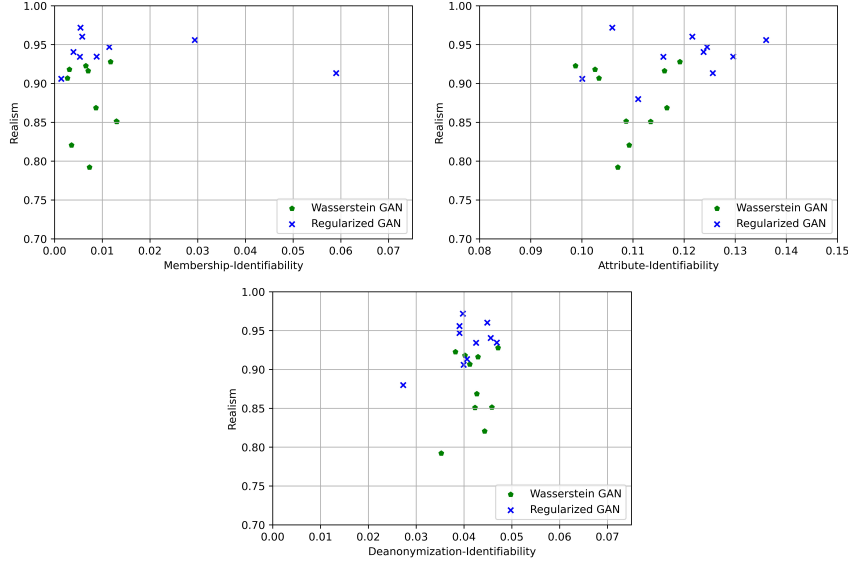 1.00
0.95
0.90
0.85
0.80
0.75
0.70
Realism
0.00 0.01 0.02 0.03 0.04 0.05 0.06 0.07
Membership-Identifiability
Wasserstein GAN
Regularized GAN
1.00
0.95
0.90
0.85
0.80
0.75
0.70
Realism
0.08 0.09 0.10 0.11 0.12 0.13 0.14 0.15
Attribute-Identifiability
Wasserstein GAN
Regularized GAN
1.00
0.95
0.90
0.85
0.80
0.75
0.70
Realism
0.00 0.01 0.02 0.03 0.04 0.05 0.06 0.07
Deanonymization-Identifiability
Wasserstein GAN
Regularized GAN